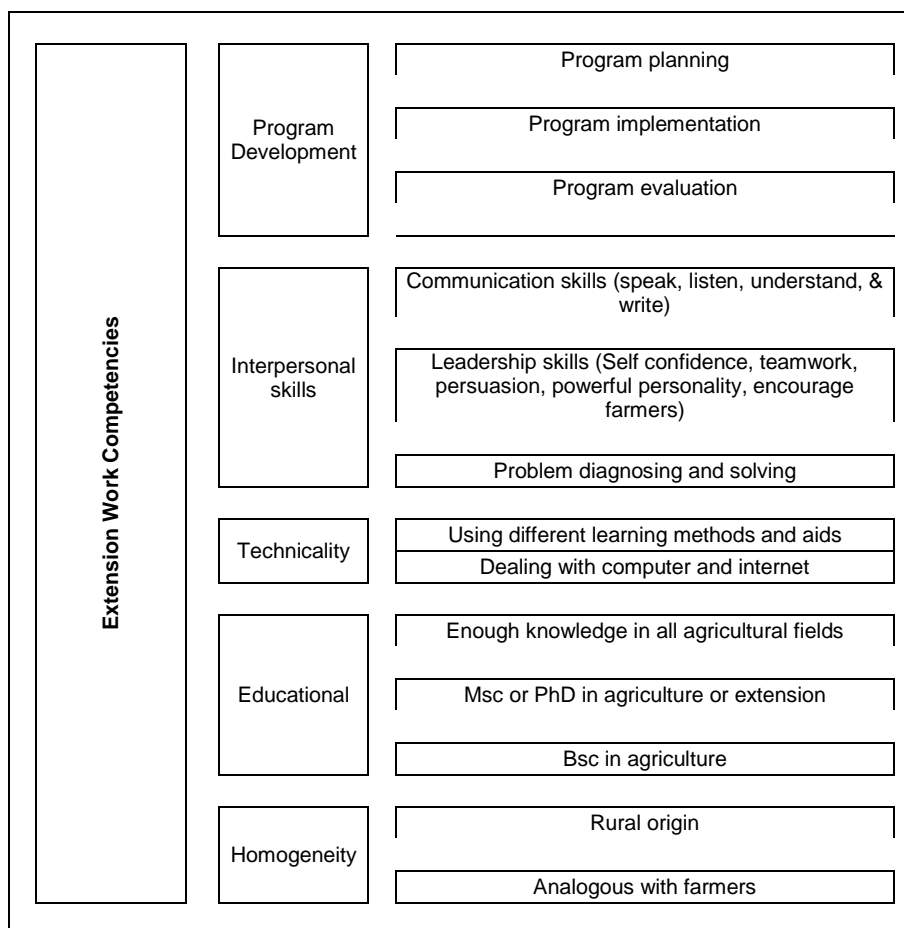 Extension Work Competencies
Program
Development
Program planning
Program implementation
Program evaluation
Interpersonal
skills
Communication skills (speak, listen, understand, &
write)
Leadership skills (Self confidence, teamwork,
persuasion, powerful personality, encourage
farmers)
Problem diagnosing and solving
Technicality
Using different learning methods and aids
Dealing with computer and internet
Educational
Enough knowledge in all agricultural fields
Msc or PhD in agriculture or extension
Bsc in agriculture
Homogeneity
Rural origin
Analogous with farmers